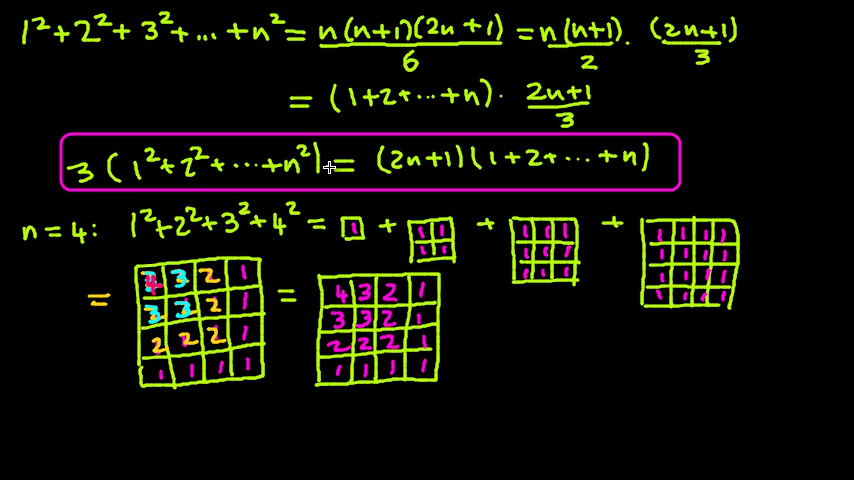 1² + 2² + 3² + ... + n² = n(n+1)(2n+1)/6 = n(n+1)/2 · (2n+1)/3
= (1+2+...+n) · 2n+1/3
3 (1² + 2² + ... + n²) = (2n+1)(1+2+...+n)
n = 4: 1² + 2² + 3² + 4² = 1 + 1 1 + 1 1 1 + 1 1 1 1
1 1 1 1 1 1 1 1 1
1 1 1 1 1 1 1
1 1 1 1
= 4 3 2 1 = 4 3 2 1
3 3 2 1 3 3 2 1
2 2 2 1 2 2 2 1
1 1 1 1 1 1 1 1